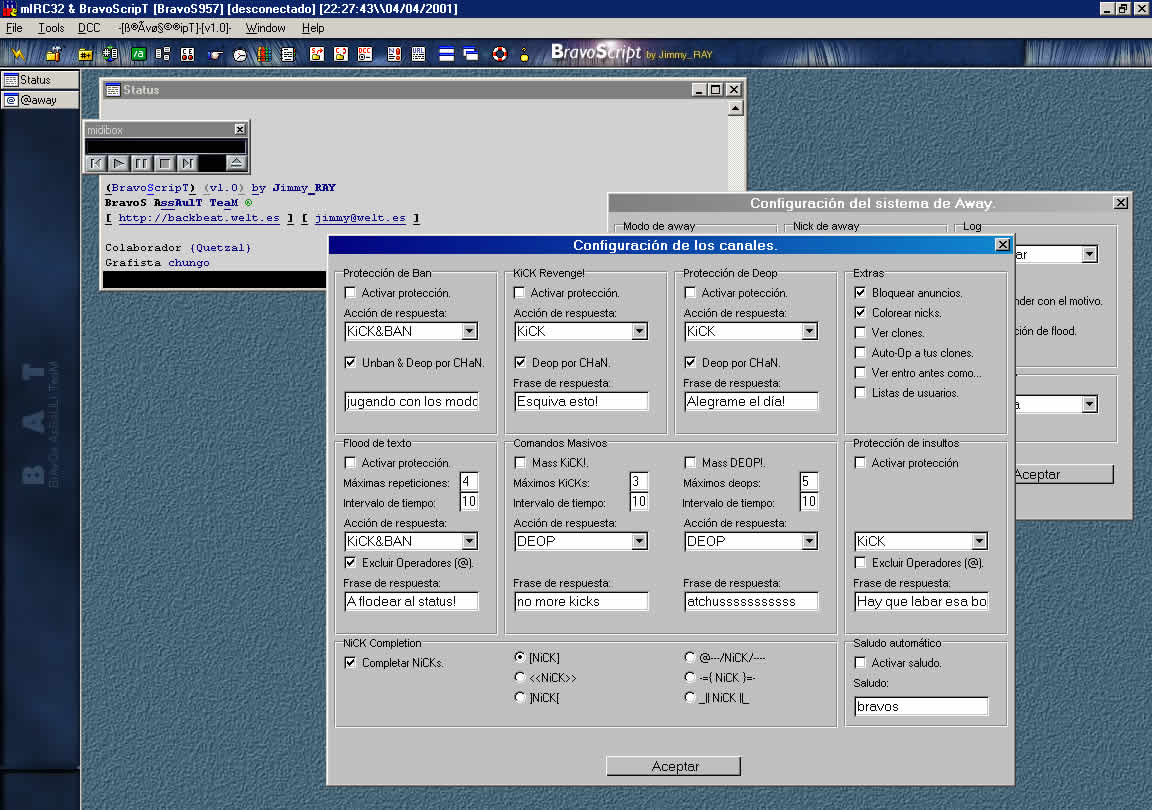 mIRC32 & BravoScripT [BravoS957] [desconectado] [22:27:43\\04/04/2001]
File Tools DCC -[ß®Ãvø§©®ipT]-[v1.0]- Window Help
BravoScript by Jimmy_RAY
Status
@away
Status
midibox
(BravoScripT) (v1.0) by Jimmy_RAY
BravoS AssAulT TeaM ®
[ http://backbeat.welt.es ] [ jimmy@welt.es ]
Colaborador {Quetzal}
Grafista chungo
B A T
BRAvOs AsSAULt TeaM
Configuración del sistema de Away.
Modo de away
Nick de away
Log
ar
nder con el motivo.
ción de flood.
a
Aceptar
Configuración de los canales.
Protección de Ban
Activar protección.
Acción de respuesta:
KiCK&BAN
Unban & Deop por CHaN.
jugando con los modo
KiCK Revenge!
Activar protección.
Acción de respuesta:
KiCK
Deop por CHaN.
Frase de respuesta:
Esquiva esto!
Protección de Deop
Activar potección.
Acción de respuesta:
KiCK
Deop por CHaN.
Frase de respuesta:
Alegrame el día!
Extras
Bloquear anuncios.
Colorear nicks.
Ver clones.
Auto-Op a tus clones.
Ver entro antes como...
Listas de usuarios.
Flood de texto
Activar protección.
Máximas repeticiones: 4
Intervalo de tiempo: 10
Acción de respuesta:
KiCK&BAN
Excluir Operadores (@).
Frase de respuesta:
A flodear al status!
Comandos Masivos
Mass KiCK!.
Máximos KiCKs: 3
Intervalo de tiempo: 10
Acción de respuesta:
DEOP
Frase de respuesta:
no more kicks
Mass DEOP!.
Máximos deops: 5
Intervalo de tiempo: 10
Acción de respuesta:
DEOP
Frase de respuesta:
atchusssssssssss
Protección de insultos
Activar protección
KiCK
Excluir Operadores (@).
Frase de respuesta:
Hay que labar esa bo
NiCK Completion
Completar NiCKs.
[NiCK]
<<NiCK>>
]NiCK[
@---/NiCK/----
-={ NiCK }=-
_|| NiCK ||_
Saludo automático
Activar saludo.
Saludo:
bravos
Aceptar